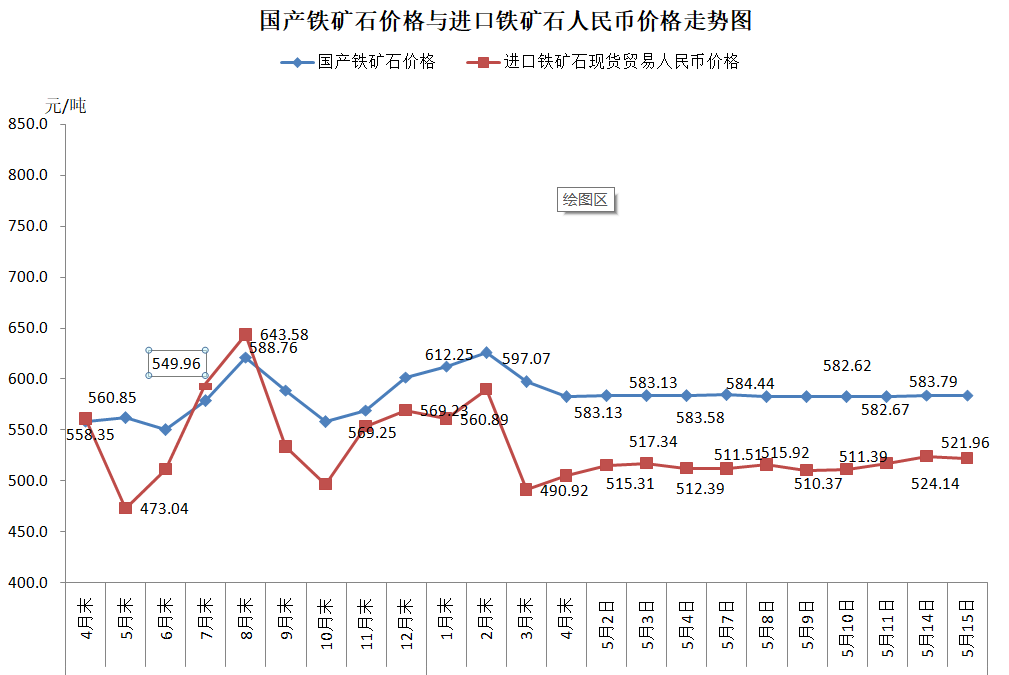 国产铁矿石价格与进口铁矿石人民币价格走势图
国产铁矿石价格 进口铁矿石现货贸易人民币价格
元/吨
850.0
800.0
750.0
700.0
650.0
600.0
550.0
500.0
450.0
400.0
绘图区
643.58
588.76
549.96
612.25
597.07
560.85
558.35
473.04
569.25
569.23
560.89
490.92
583.13
583.13
583.58
584.44
582.62
582.67
583.79
515.31
517.34
512.39
511.51
515.92
510.37
511.39
524.14
521.96
4月末
5月末
6月末
7月末
8月末
9月末
10月末
11月末
12月末
1月末
2月末
3月末
4月末
5月2日
5月3日
5月4日
5月7日
5月8日
5月9日
5月10日
5月11日
5月14日
5月15日